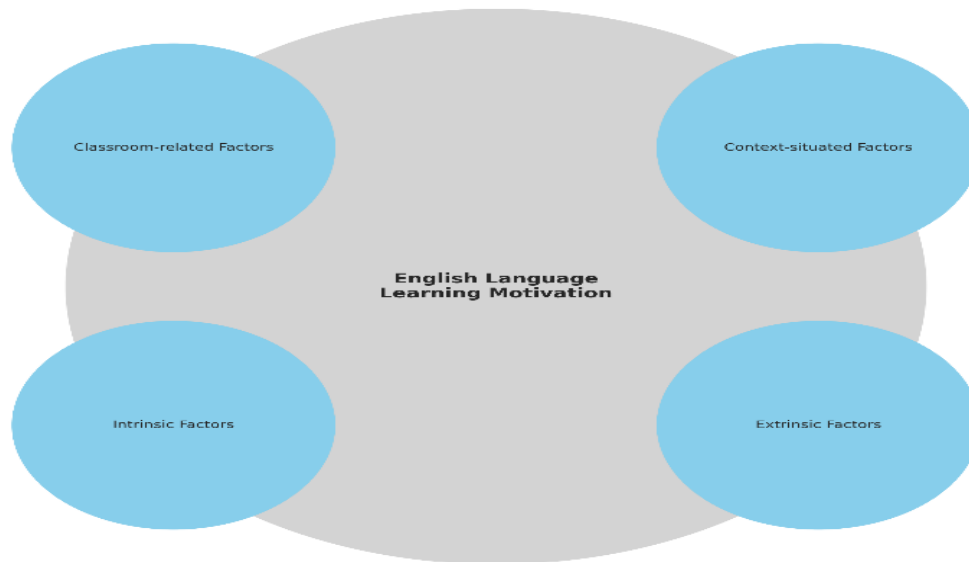 Classroom-related Factors
Context-situated Factors
English Language
Learning Motivation
Intrinsic Factors
Extrinsic Factors